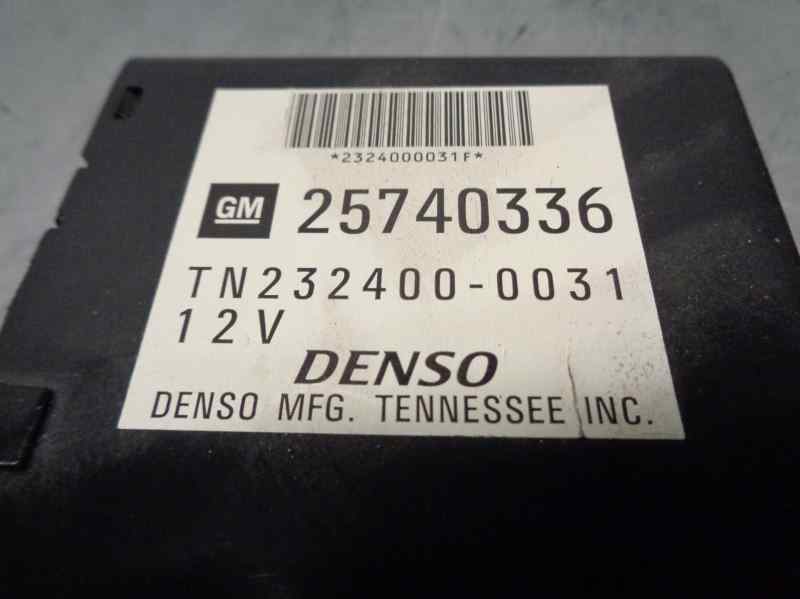 *2324000031F*
GM 25740336
TN232400-0031
12V
DENSO
DENSO MFG. TENNESSEE INC.